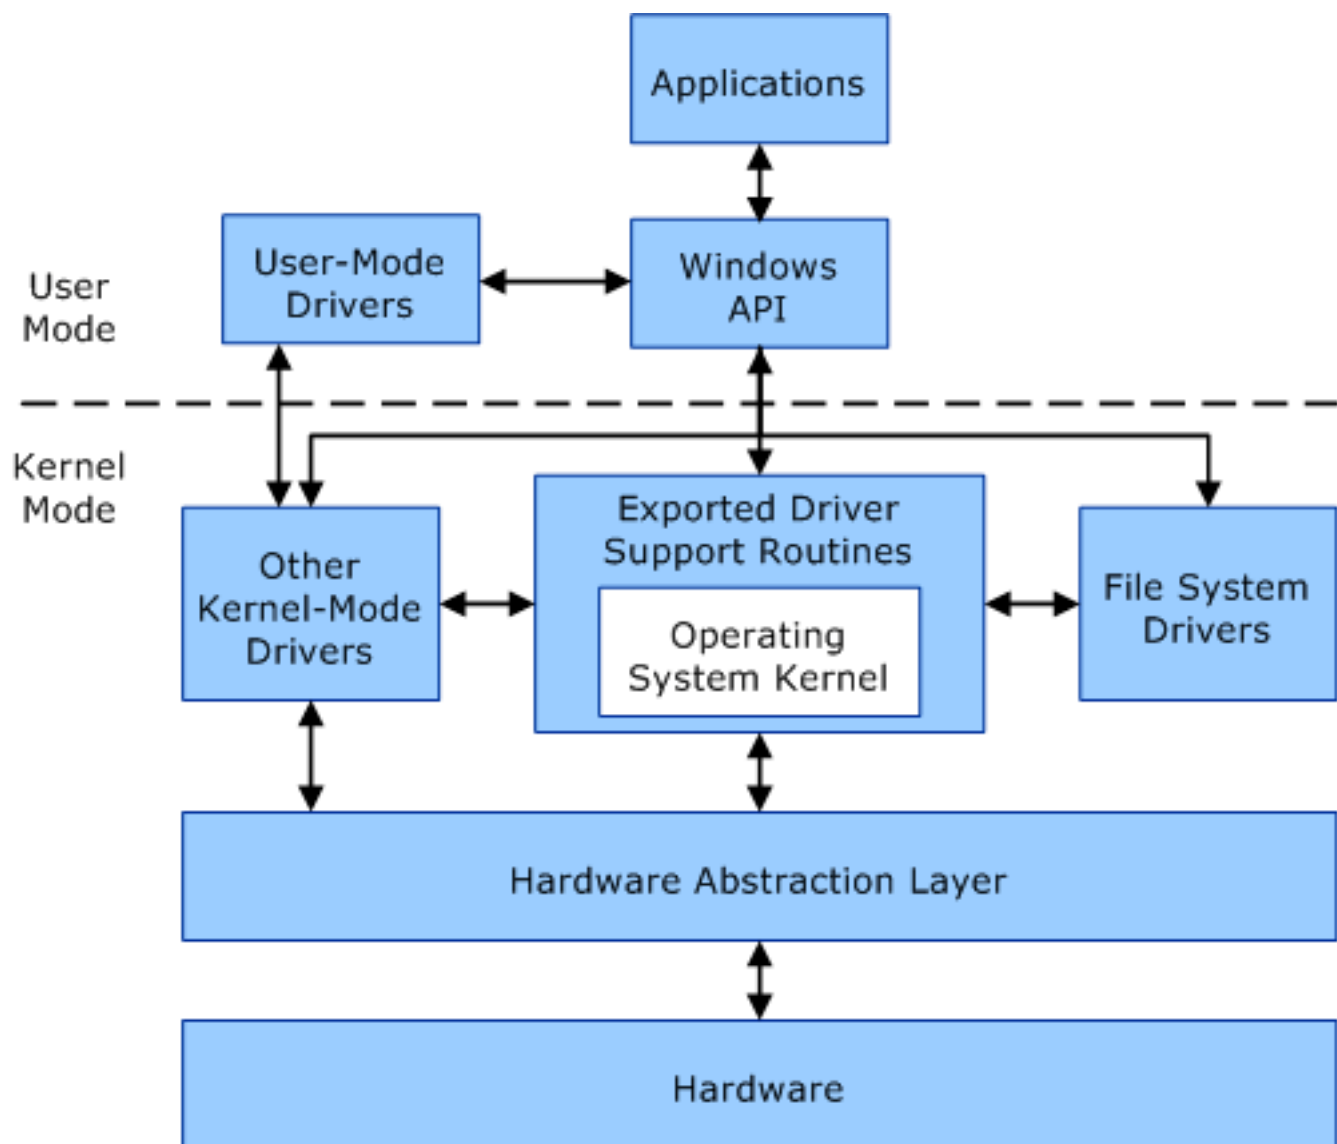 Applications
User-Mode
Drivers
Windows
API
User
Mode
Kernel
Mode
Other
Kernel-Mode
Drivers
Exported Driver
Support Routines
Operating
System Kernel
File System
Drivers
Hardware Abstraction Layer
Hardware